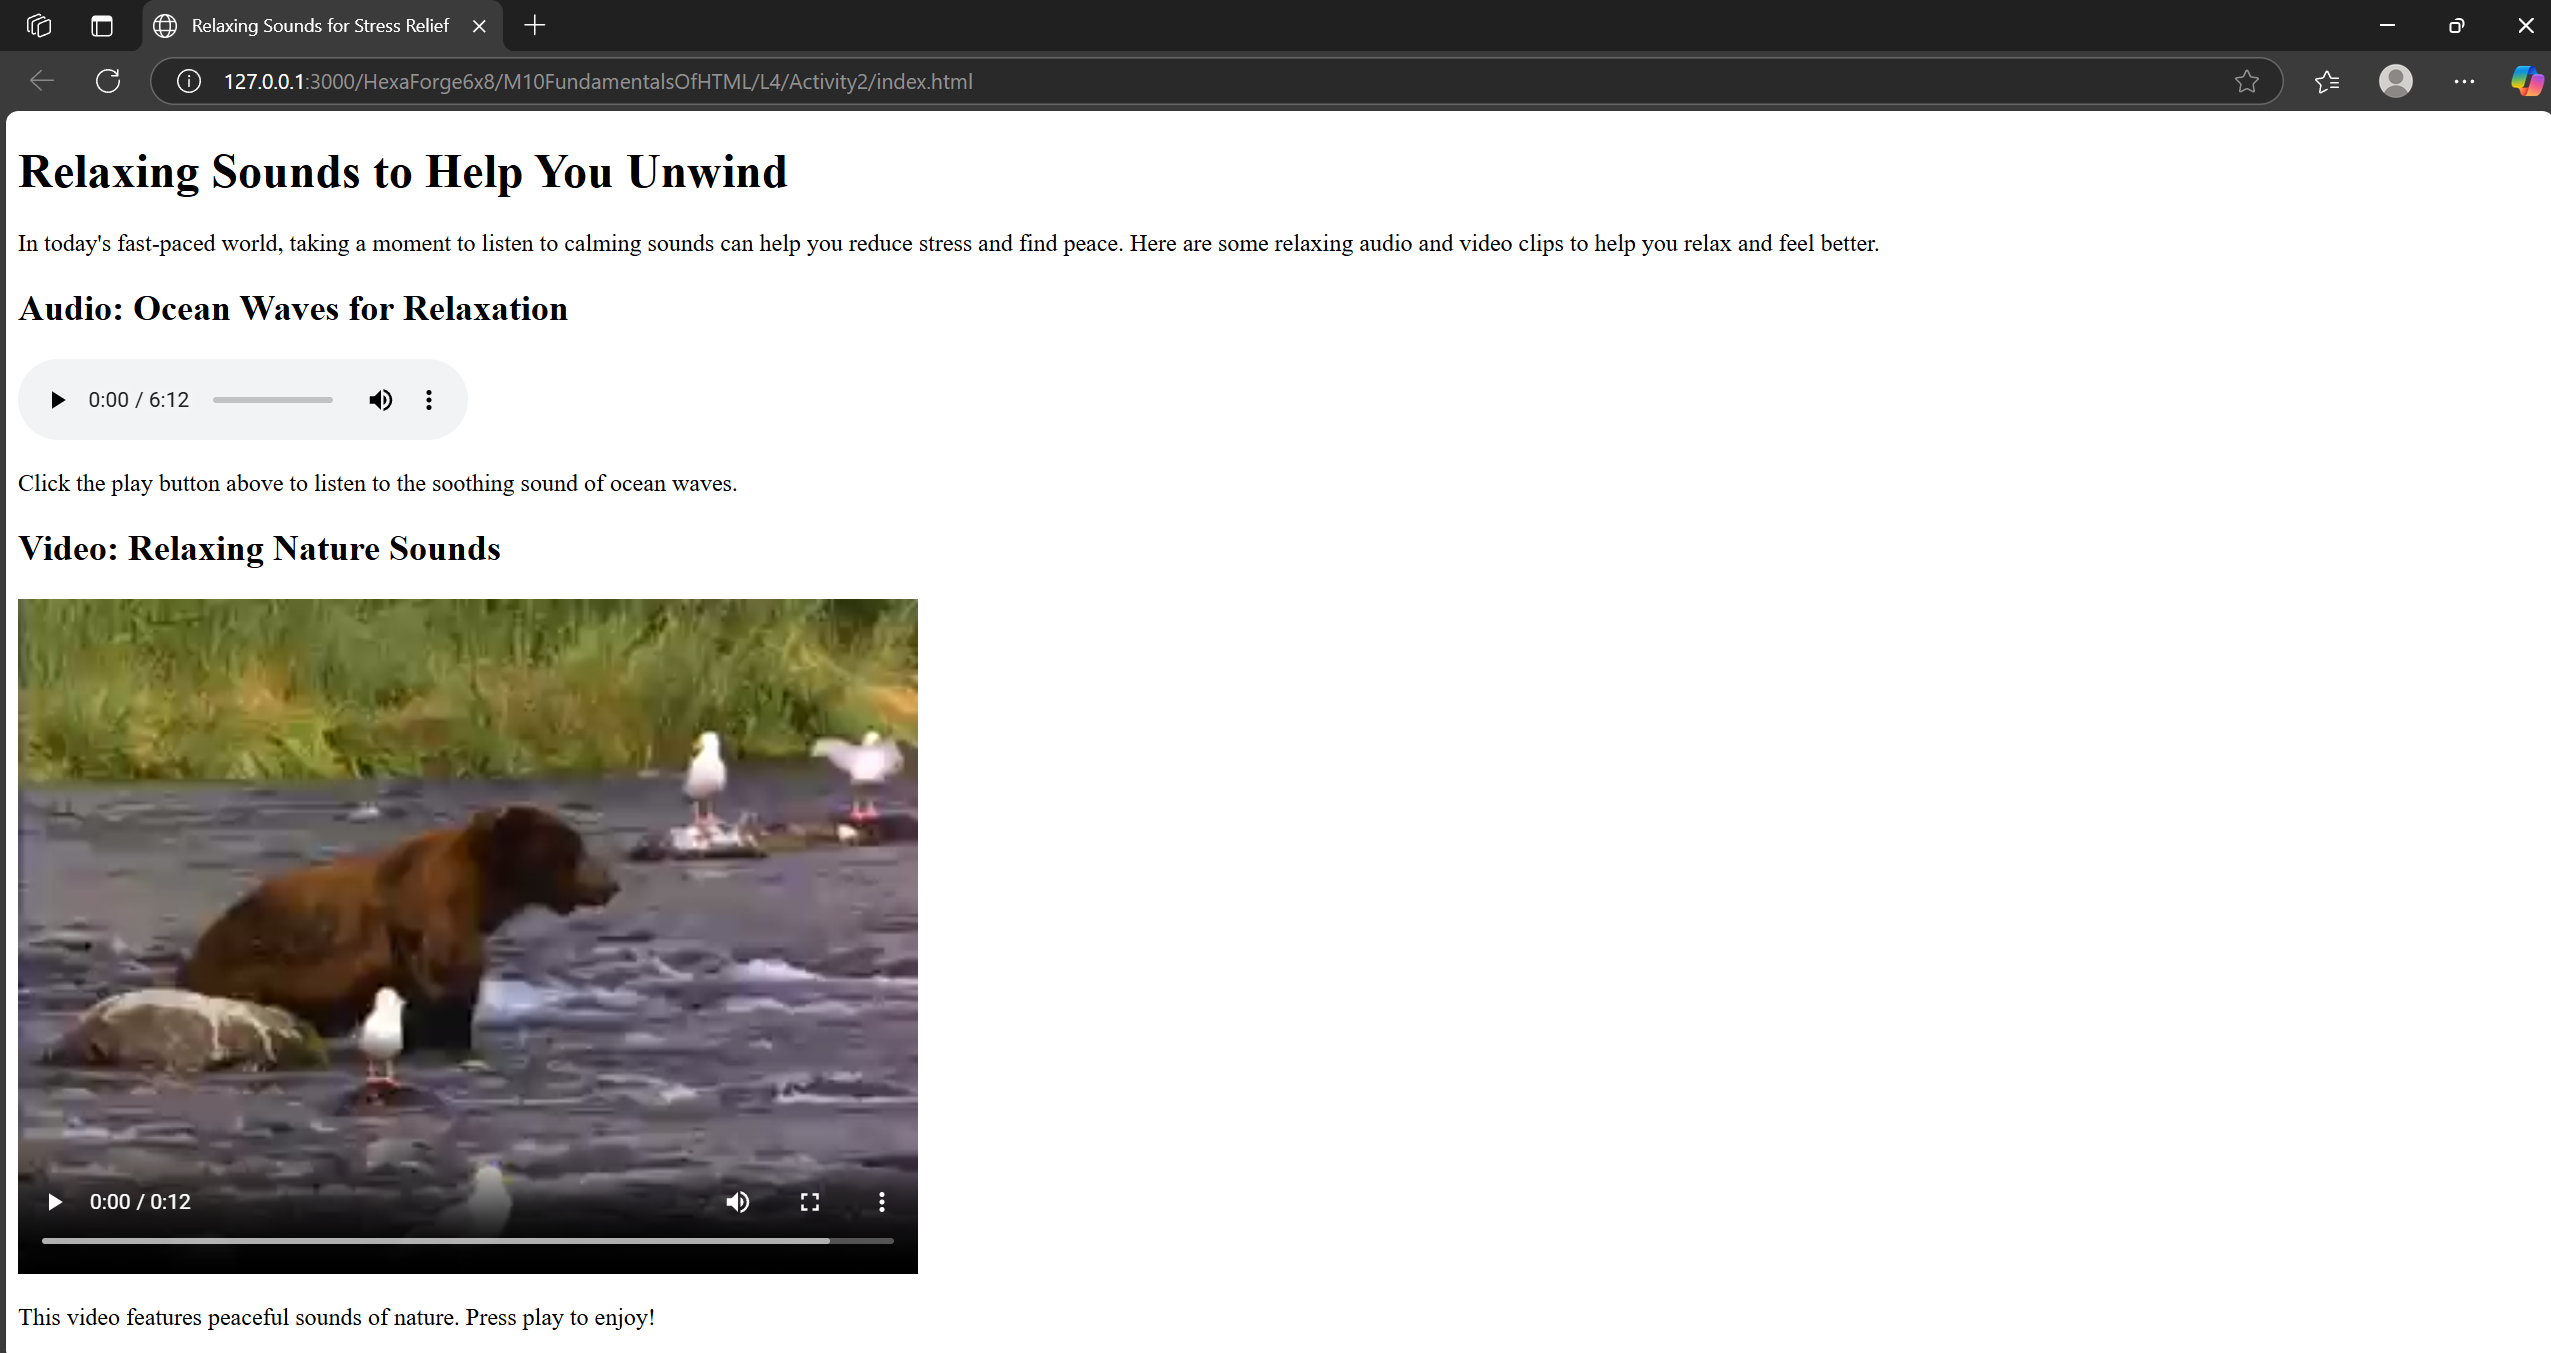 Relaxing Sounds for Stress Relief
127.0.0.1:3000/HexaForge6x8/M10FundamentalsOfHTML/L4/Activity2/index.html
Relaxing Sounds to Help You Unwind
In today's fast-paced world, taking a moment to listen to calming sounds can help you reduce stress and find peace. Here are some relaxing audio and video clips to help you relax and feel better.
Audio: Ocean Waves for Relaxation
0:00 / 6:12
Click the play button above to listen to the soothing sound of ocean waves.
Video: Relaxing Nature Sounds
0:00 / 0:12
This video features peaceful sounds of nature. Press play to enjoy!